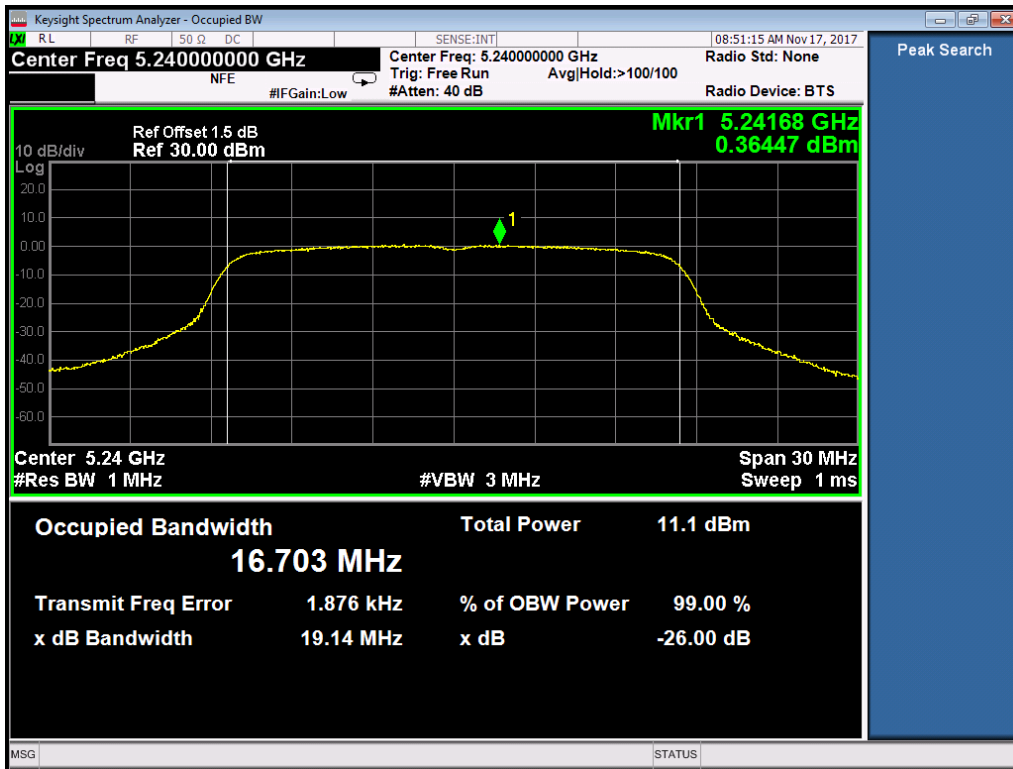 Keysight Spectrum Analyzer - Occupied BW
LXI RL RF 50 Ω DC SENSE:INT 08:51:15 AM Nov 17, 2017
Center Freq 5.240000000 GHz
NFE
#IFGain:Low
Center Freq: 5.240000000 GHz
Trig: Free Run Avg|Hold:>100/100
#Atten: 40 dB
Radio Std: None
Radio Device: BTS
Peak Search
Ref Offset 1.5 dB
10 dB/div Ref 30.00 dBm
Mkr1 5.24168 GHz
0.36447 dBm
Log
20.0
10.0
1
0.00
-10.0
-20.0
-30.0
-40.0
-50.0
-60.0
Center 5.24 GHz Span 30 MHz
#Res BW 1 MHz #VBW 3 MHz Sweep 1 ms
Occupied Bandwidth Total Power 11.1 dBm
16.703 MHz
Transmit Freq Error 1.876 kHz % of OBW Power 99.00 %
x dB Bandwidth 19.14 MHz x dB -26.00 dB
MSG STATUS